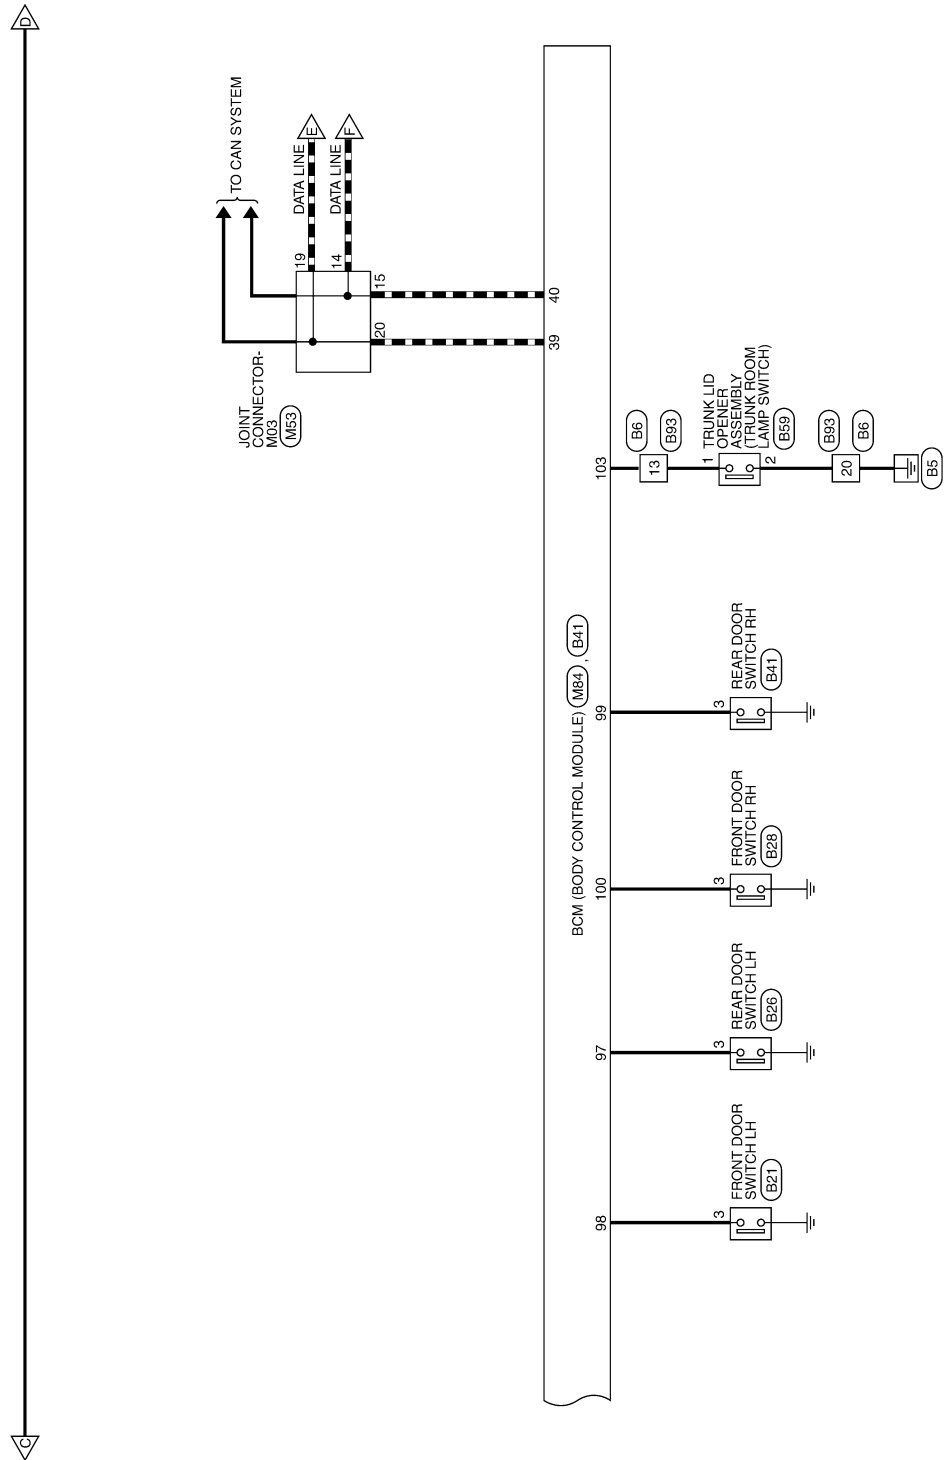 C
D
TO CAN SYSTEM
JOINT
CONNECTOR-
M03
M53
DATA LINE
E
DATA LINE
F
19
14
20
15
39
40
BCM (BODY CONTROL MODULE) M84 , B41
98
97
100
99
103
3
FRONT DOOR
SWITCH LH
B21
3
REAR DOOR
SWITCH LH
B26
3
FRONT DOOR
SWITCH RH
B28
3
REAR DOOR
SWITCH RH
B41
13
B6
B93
1
TRUNK LID
OPENER
ASSEMBLY
(TRUNK ROOM
LAMP SWITCH)
B59
2
20
B93
B6
B5